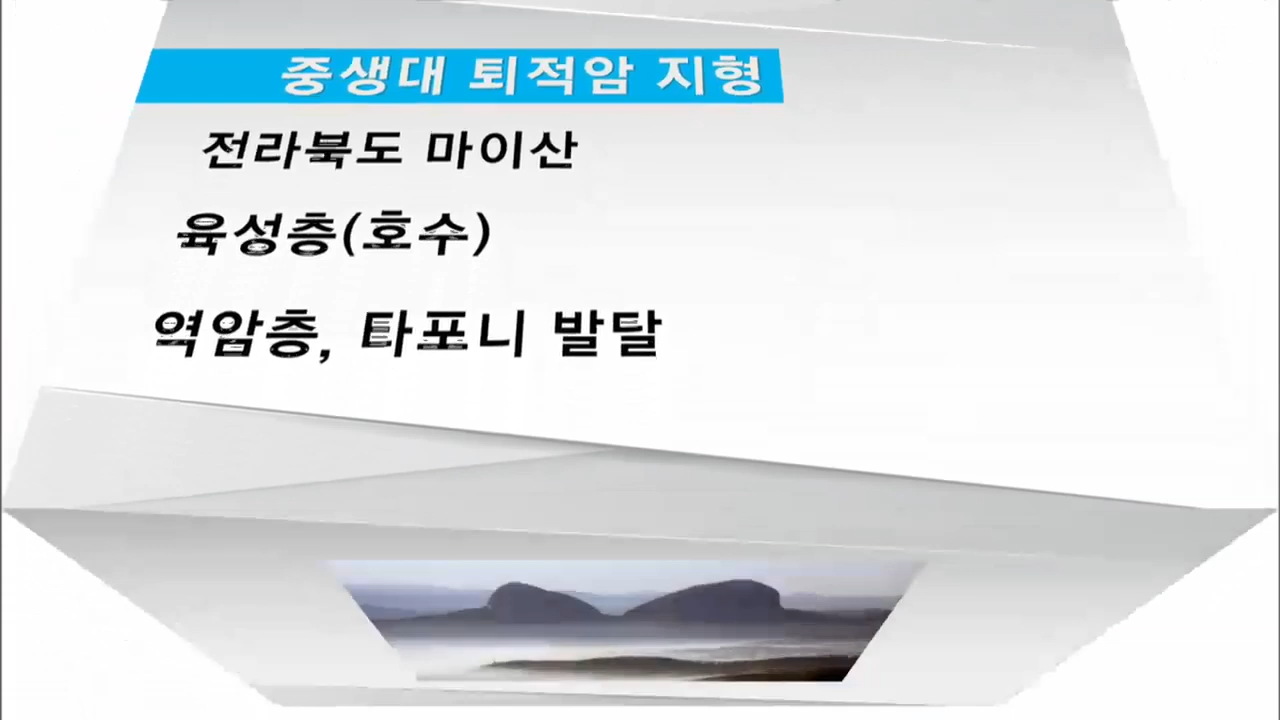 중생대 퇴적암 지형
전라북도 마이산
육성층(호수)
역암층, 타포니 발달